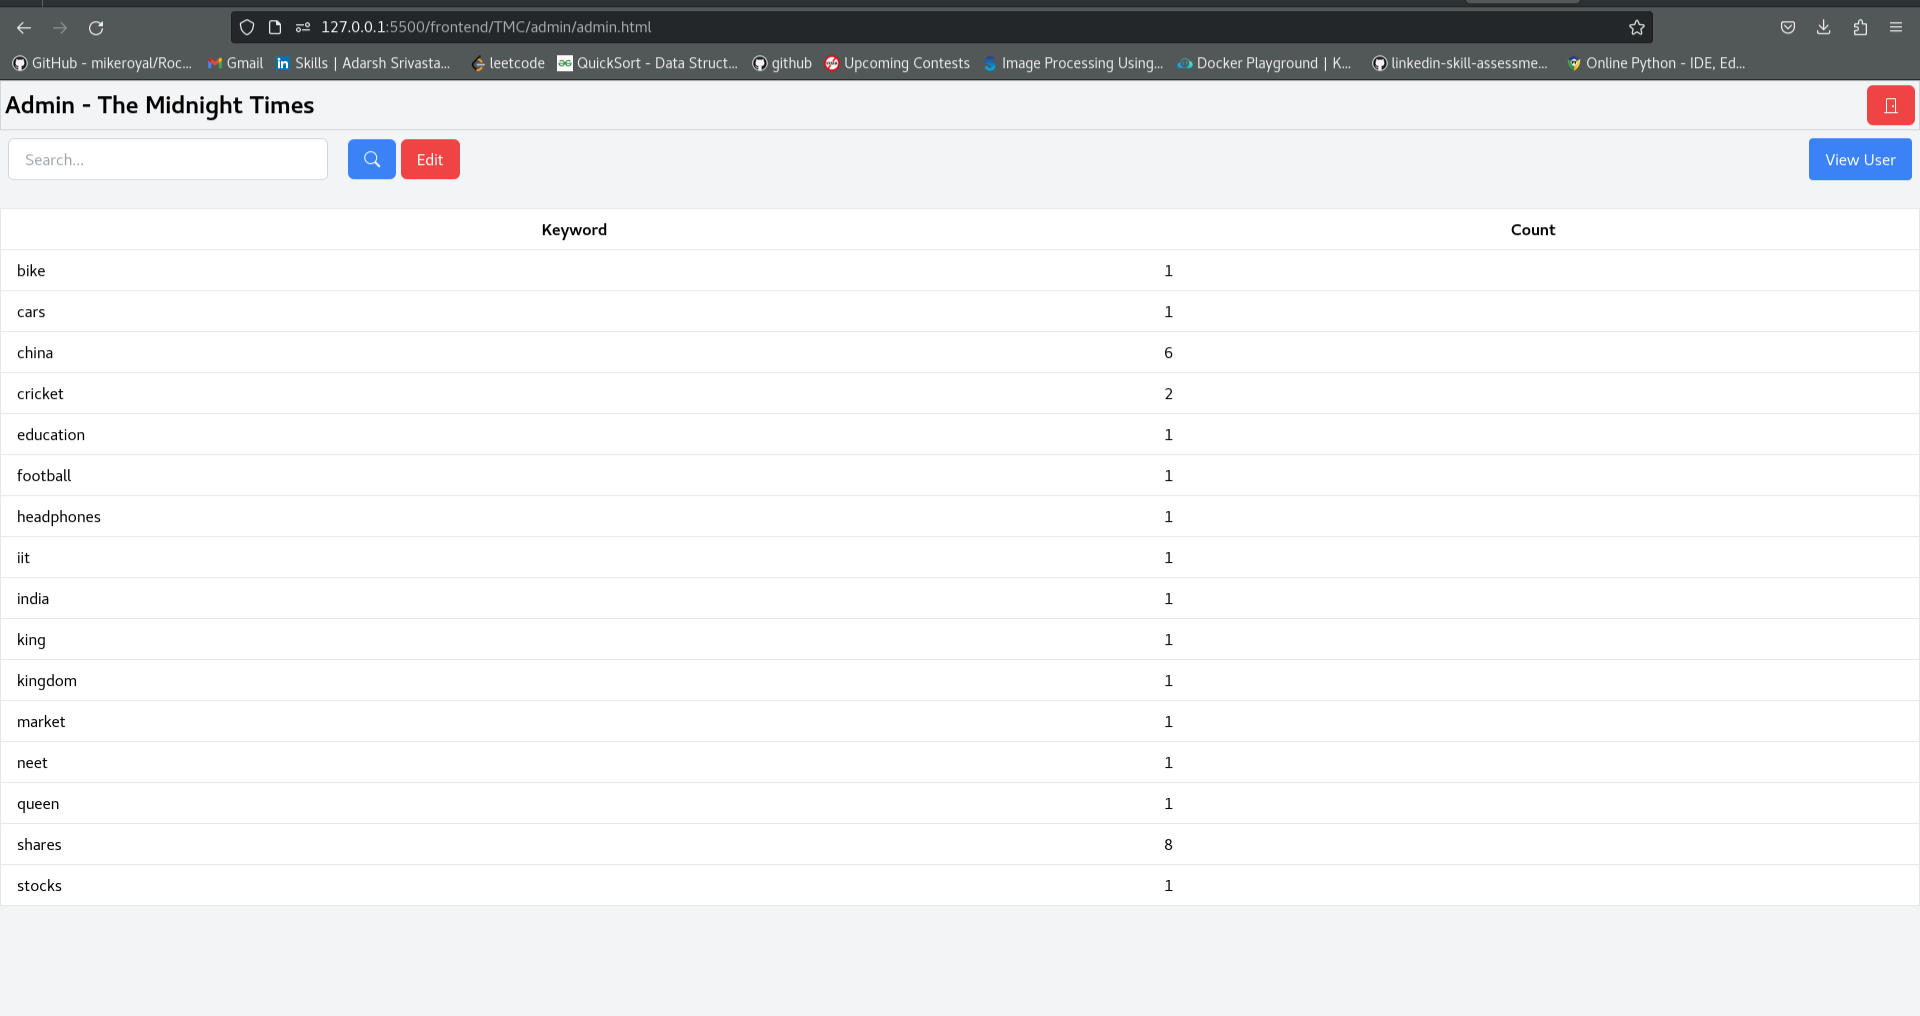 127.0.0.1:5500/frontend/TMC/admin/admin.html
GitHub - mikeroyal/Roc... Gmail Skills | Adarsh Srivasta... leetcode QuickSort - Data Struct... github Upcoming Contests Image Processing Using... Docker Playground | K... linkedin-skill-assessme... Online Python - IDE, Ed...
Admin - The Midnight Times
Search... Edit View User
Keyword Count
bike 1
cars 1
china 6
cricket 2
education 1
football 1
headphones 1
iit 1
india 1
king 1
kingdom 1
market 1
neet 1
queen 1
shares 8
stocks 1